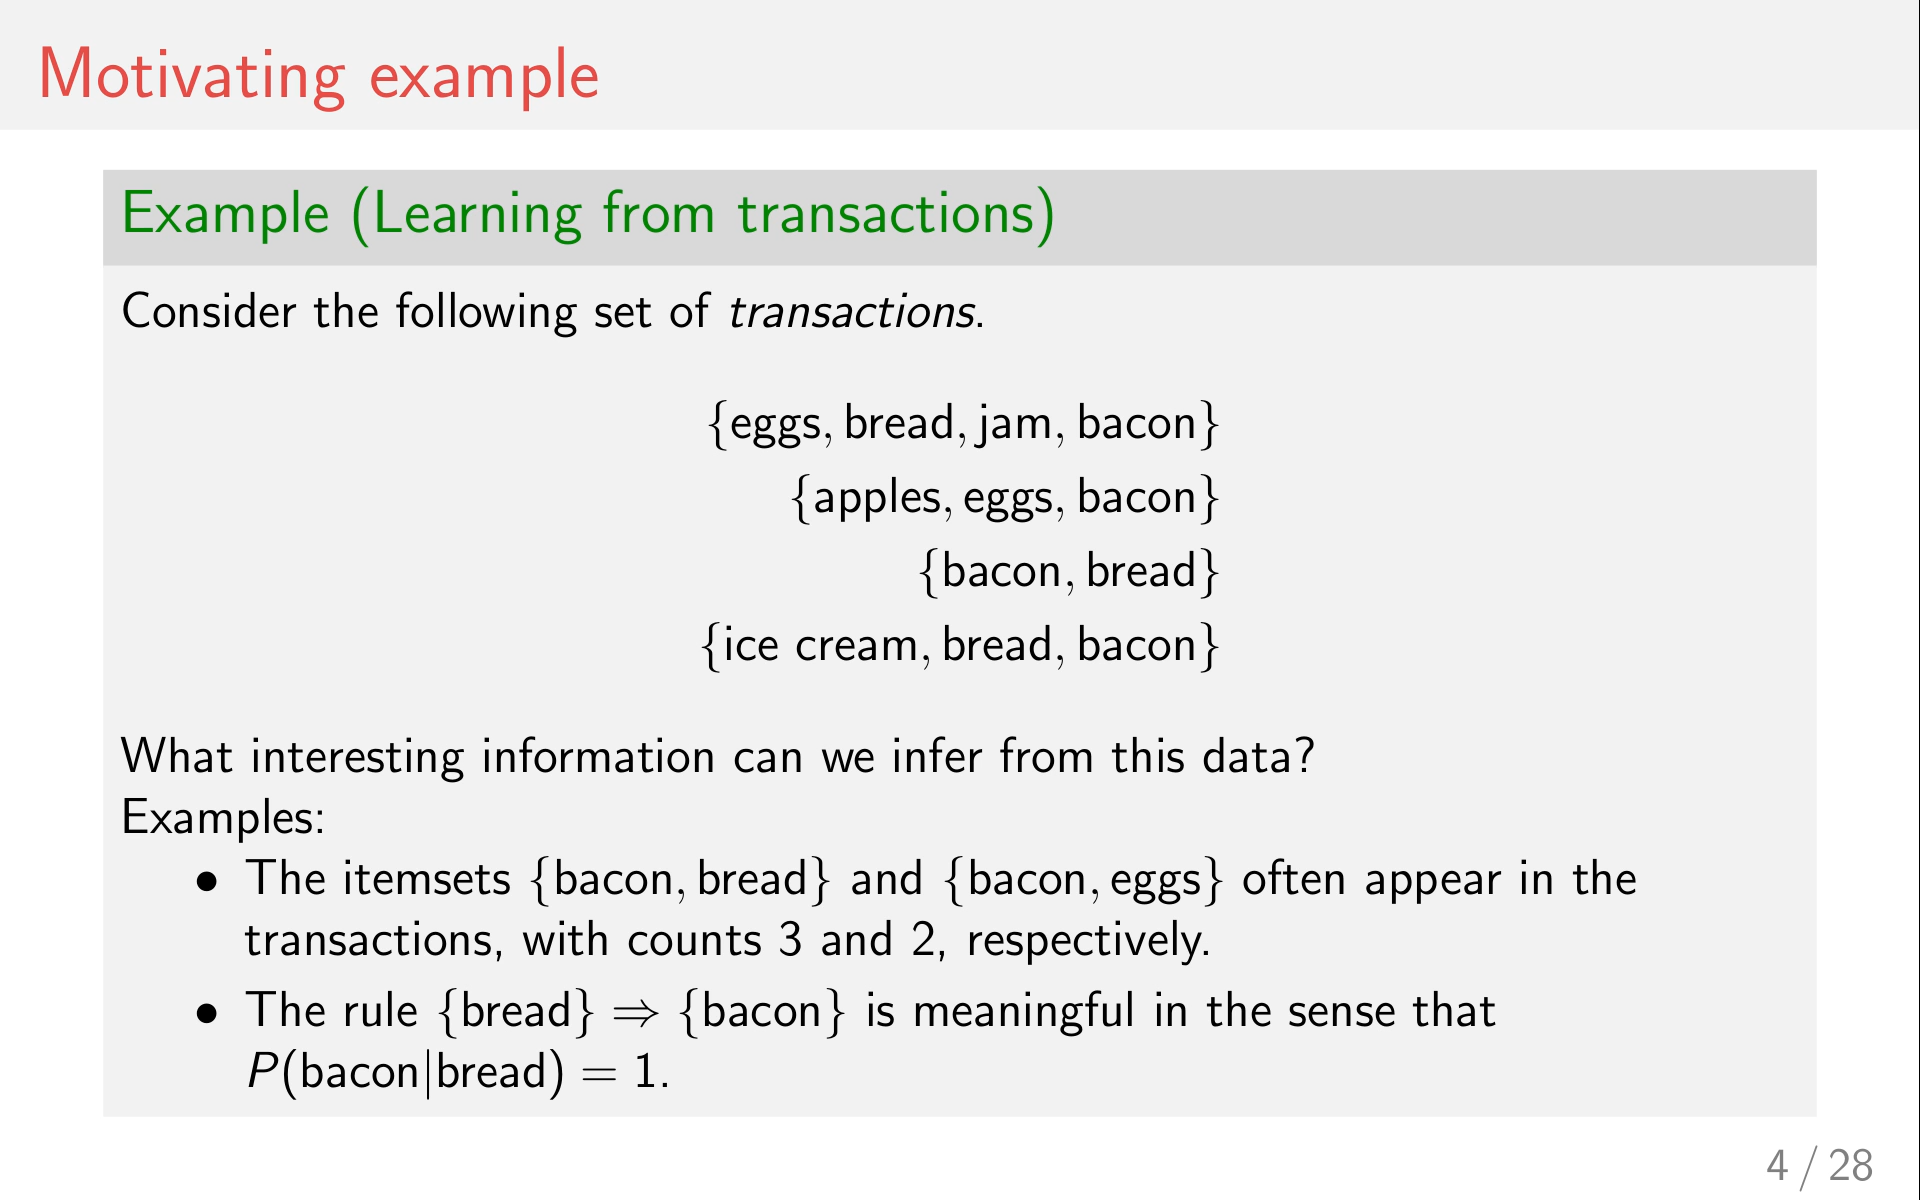 Motivating example
Example (Learning from transactions)
Consider the following set of transactions.
{eggs, bread, jam, bacon}
{apples, eggs, bacon}
{bacon, bread}
{ice cream, bread, bacon}
What interesting information can we infer from this data?
Examples:
• The itemsets {bacon, bread} and {bacon, eggs} often appear in the
transactions, with counts 3 and 2, respectively.
• The rule {bread} ⇒ {bacon} is meaningful in the sense that
P(bacon|bread) = 1.
4 / 28